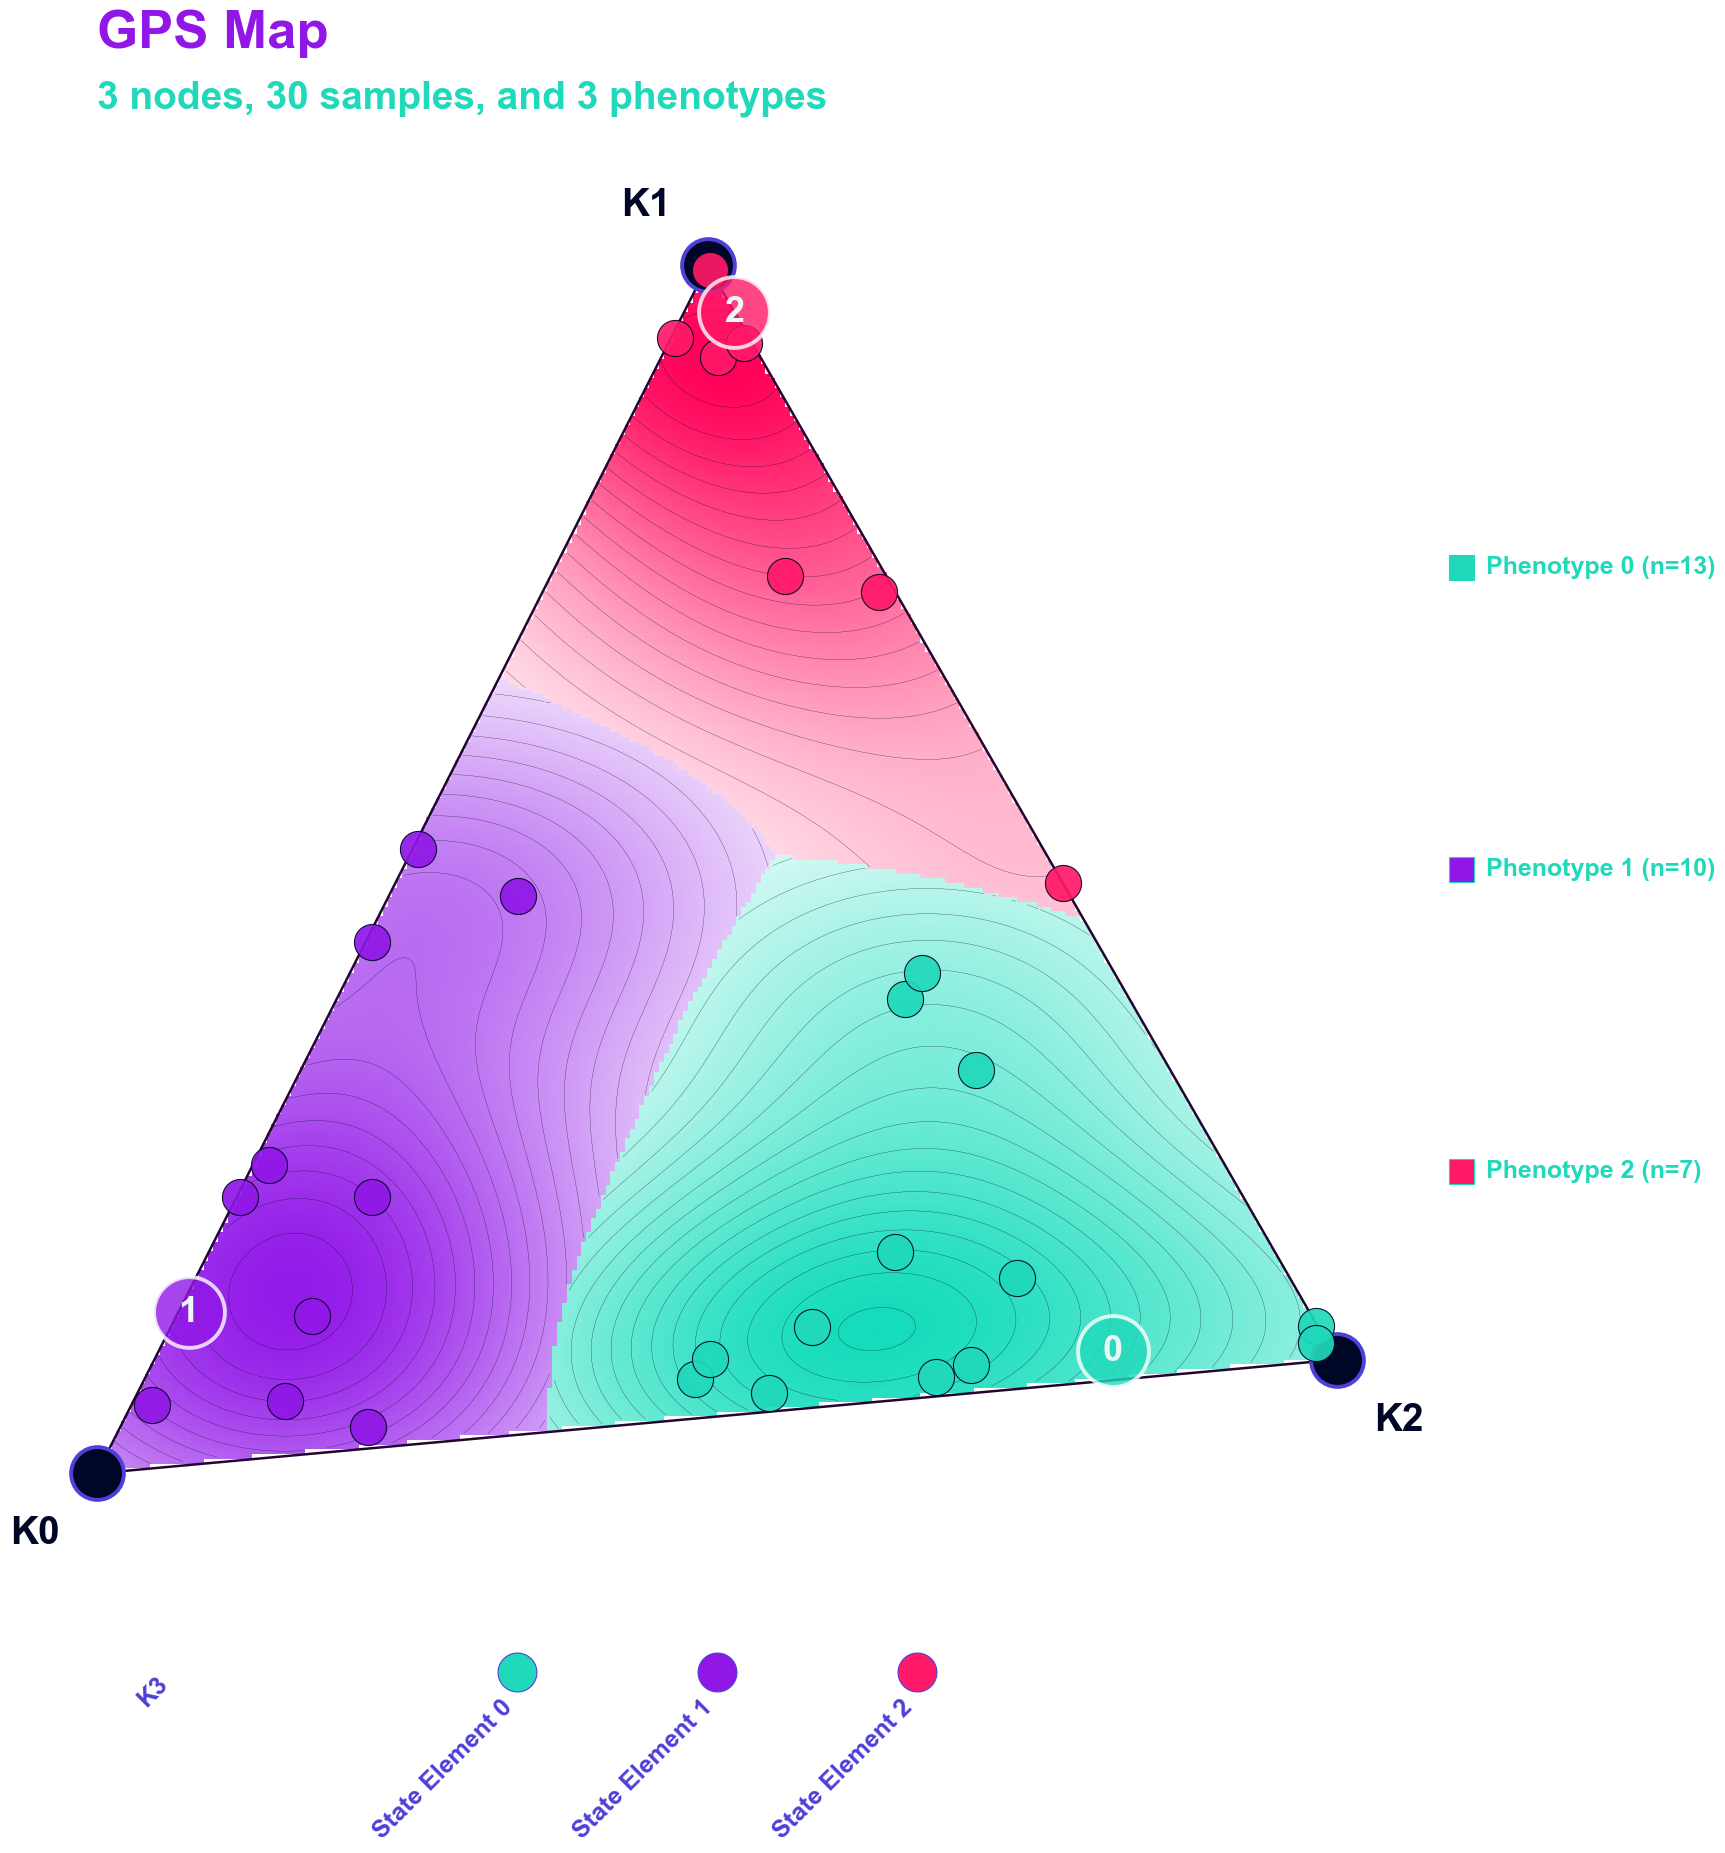 GPS Map
3 nodes, 30 samples, and 3 phenotypes
K1
2
Phenotype 0 (n=13)
Phenotype 1 (n=10)
Phenotype 2 (n=7)
1
0
K2
K0
K3
State Element 0
State Element 1
State Element 2